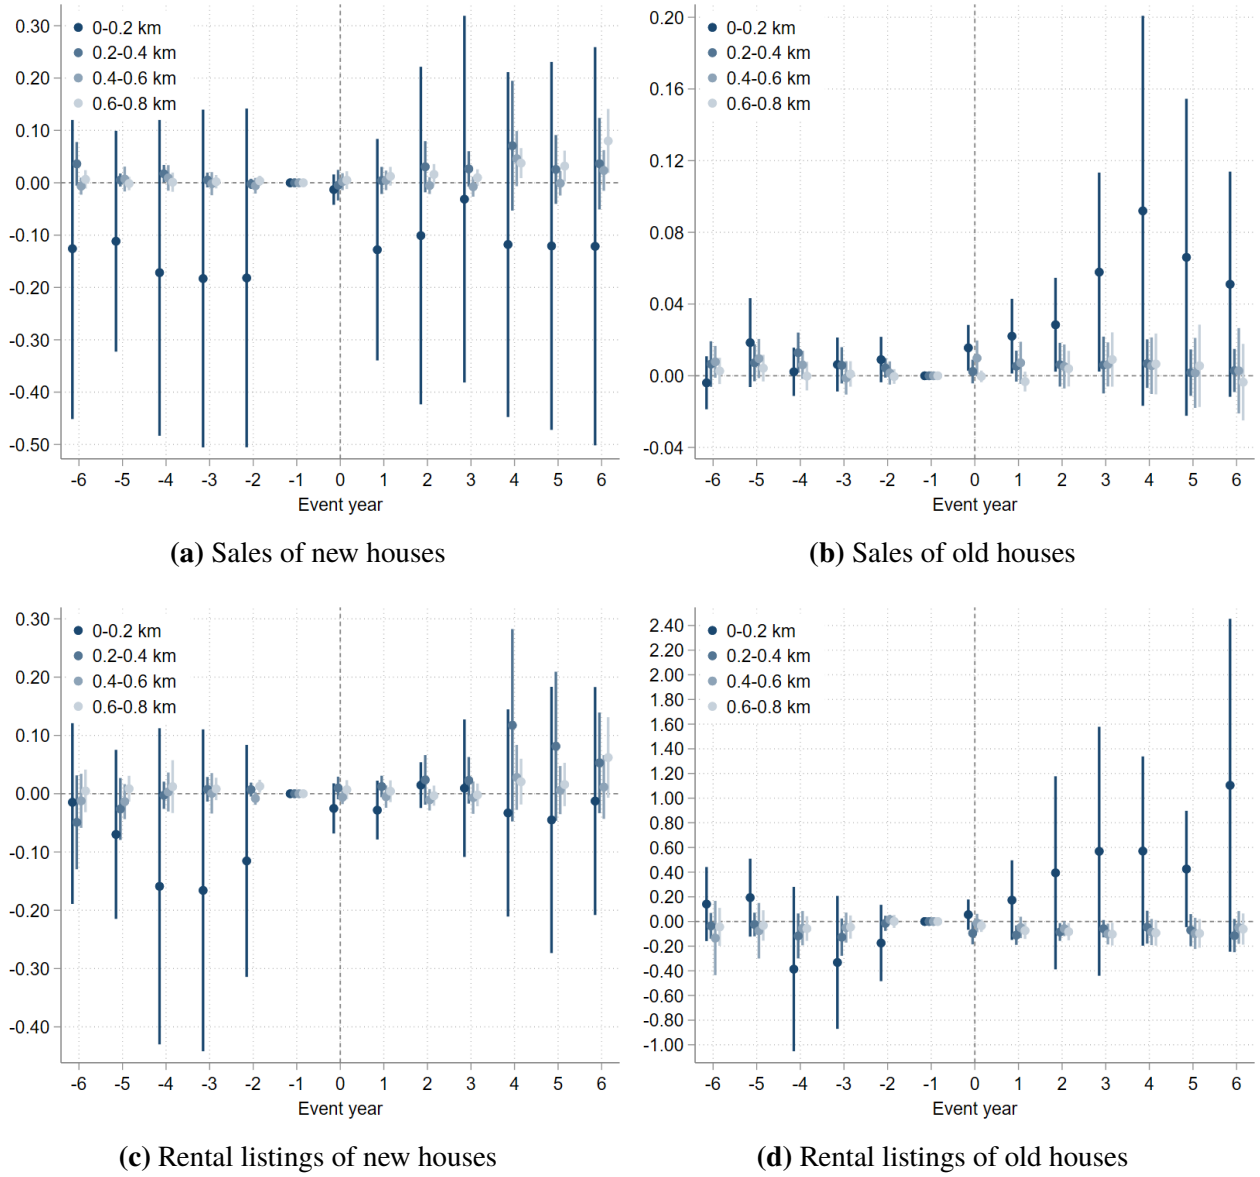 0.30
0.20
0.10
0.00
-0.10
-0.20
-0.30
-0.40
-0.50
0-0.2 km
0.2-0.4 km
0.4-0.6 km
0.6-0.8 km
-6 -5 -4 -3 -2 -1 0 1 2 3 4 5 6
Event year
(a) Sales of new houses
0.20
0.16
0.12
0.08
0.04
0.00
-0.04
0-0.2 km
0.2-0.4 km
0.4-0.6 km
0.6-0.8 km
-6 -5 -4 -3 -2 -1 0 1 2 3 4 5 6
Event year
(b) Sales of old houses
0.30
0.20
0.10
0.00
-0.10
-0.20
-0.30
-0.40
0-0.2 km
0.2-0.4 km
0.4-0.6 km
0.6-0.8 km
-6 -5 -4 -3 -2 -1 0 1 2 3 4 5 6
Event year
(c) Rental listings of new houses
2.40
2.20
2.00
1.80
1.60
1.40
1.20
1.00
0.80
0.60
0.40
0.20
0.00
-0.20
-0.40
-0.60
-0.80
-1.00
0-0.2 km
0.2-0.4 km
0.4-0.6 km
0.6-0.8 km
-6 -5 -4 -3 -2 -1 0 1 2 3 4 5 6
Event year
(d) Rental listings of old houses